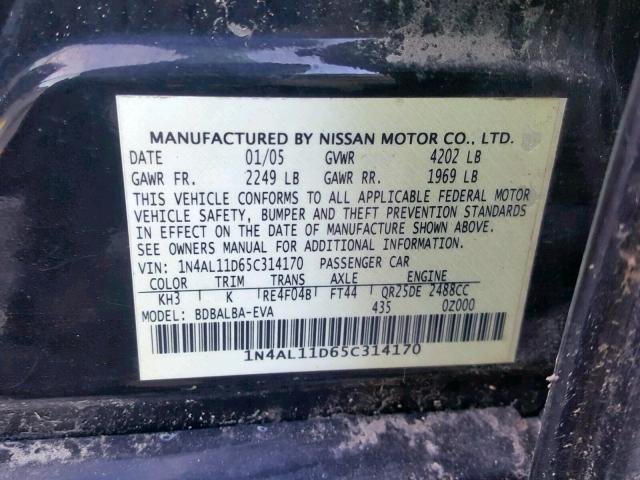 MANUFACTURED BY NISSAN MOTOR CO., LTD.
DATE 01/05 GVWR 4202 LB
GAWR FR. 2249 LB GAWR RR. 1969 LB
THIS VEHICLE CONFORMS TO ALL APPLICABLE FEDERAL MOTOR
VEHICLE SAFETY, BUMPER AND THEFT PREVENTION STANDARDS
IN EFFECT ON THE DATE OF MANUFACTURE SHOWN ABOVE.
SEE OWNERS MANUAL FOR ADDITIONAL INFORMATION.
VIN: 1N4AL11D65C314170 PASSENGER CAR
COLOR TRIM TRANS AXLE ENGINE
KH3 K RE4F04B FT44 QR25DE 2488CC
MODEL: BDBALBA-EVA 435 0Z000
1N4AL11D65C314170